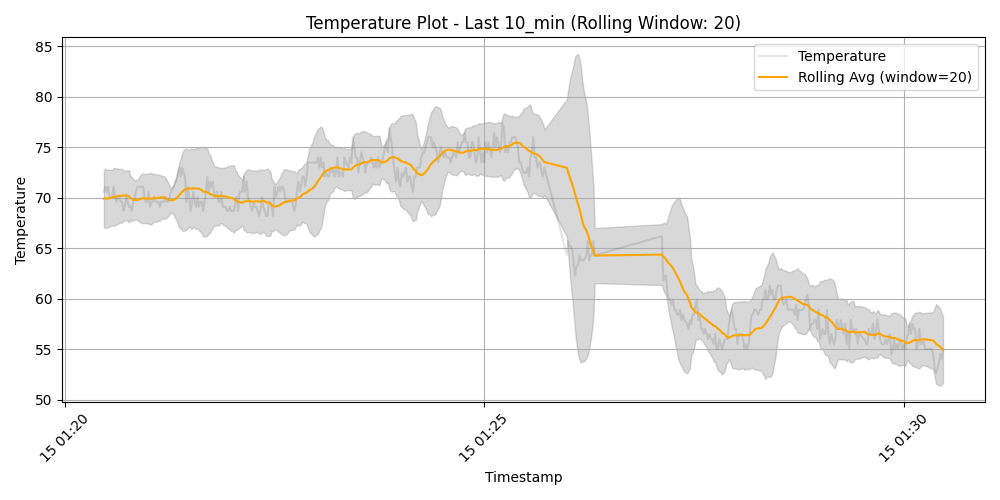 Temperature Plot - Last 10_min (Rolling Window: 20)
Temperature
Rolling Avg (window=20)
85
80
75
70
65
60
55
50
Temperature
15 01:20
15 01:25
15 01:30
Timestamp